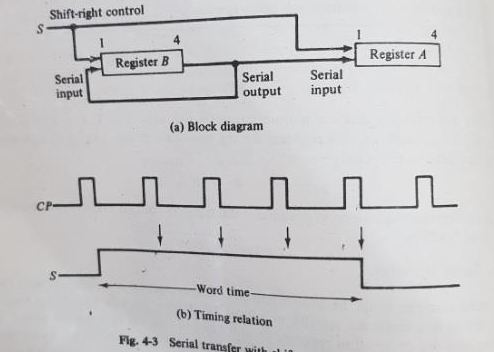 Shift-right control
S
1 4
Register B
1 4
Register A
Serial input
Serial output
Serial input
(a) Block diagram
CP
S
Word time
(b) Timing relation
Fig. 4-3 Serial transfer with